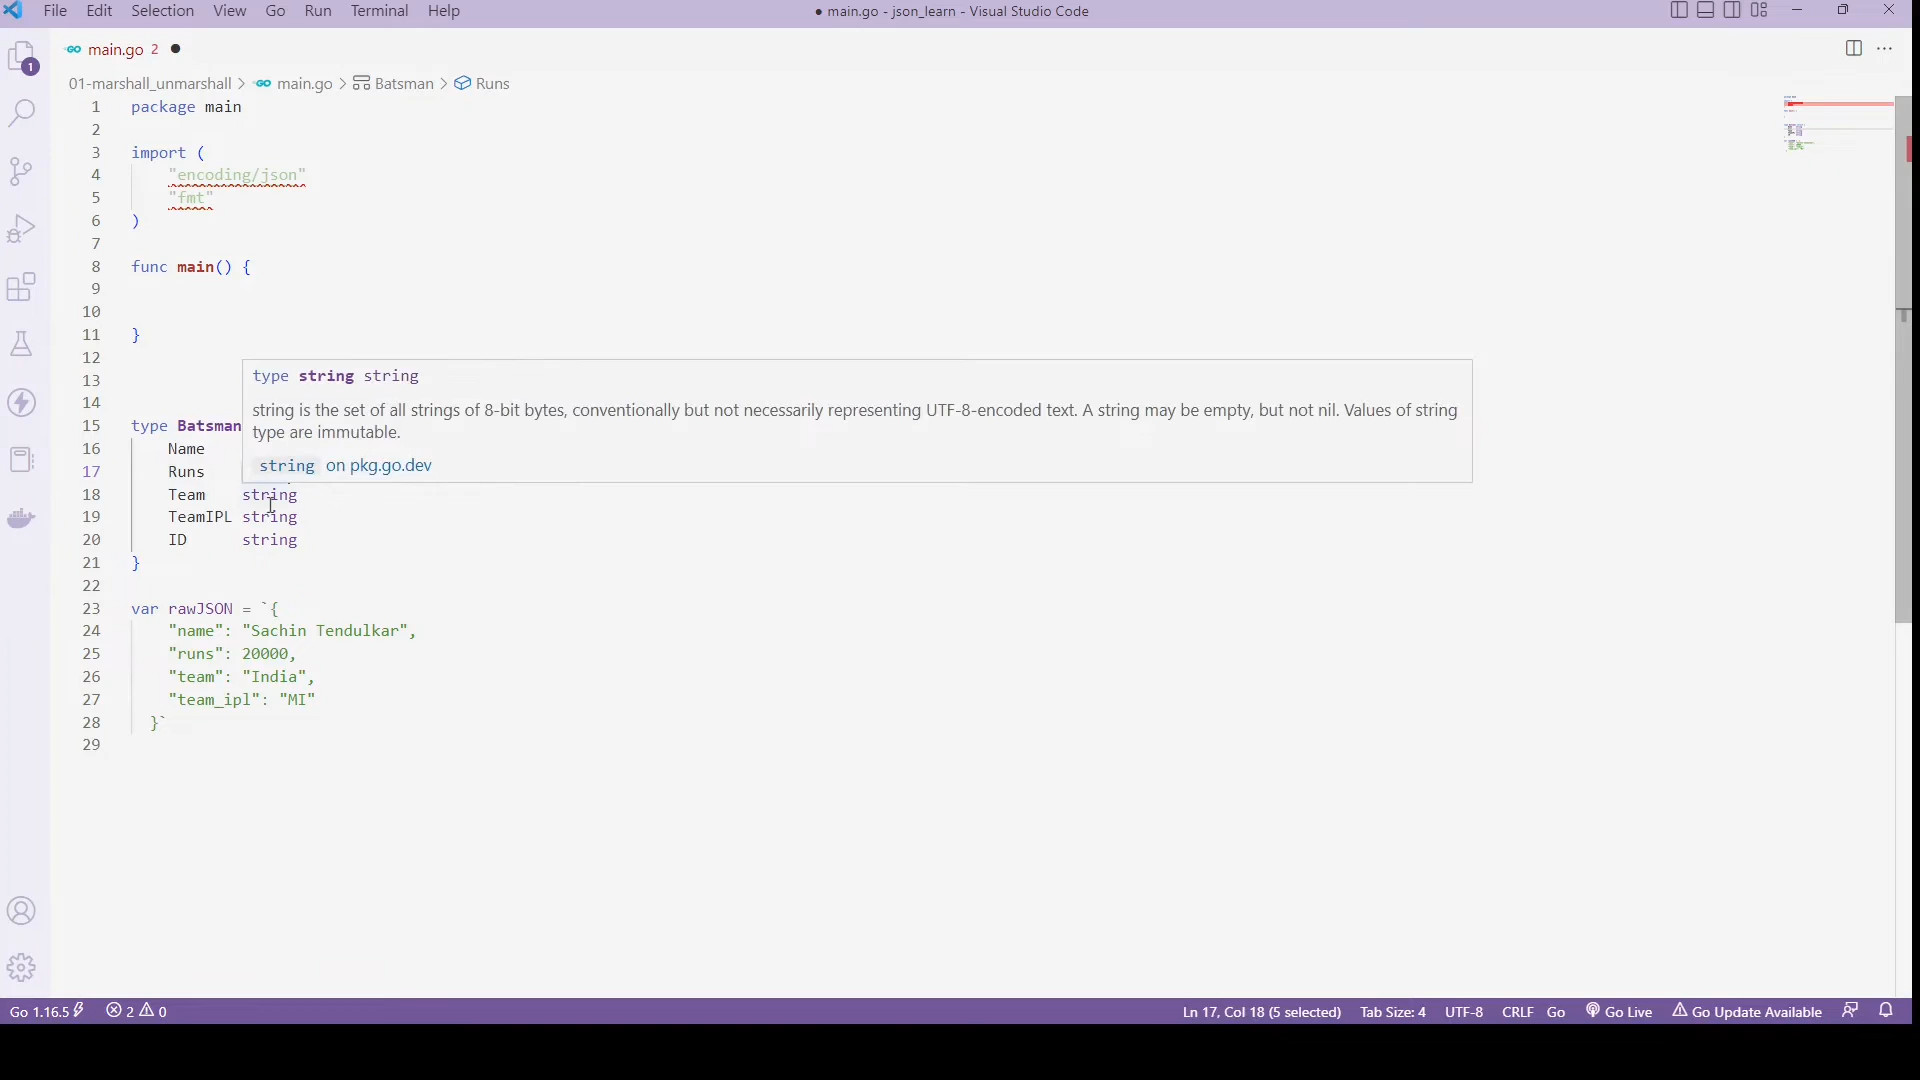 File Edit Selection View Go Run Terminal Help
● main.go - json_learn - Visual Studio Code
main.go 2 ●
01-marshall_unmarshall > main.go > Batsman > Runs
1 package main
2
3 import (
4 "encoding/json"
5 "fmt"
6 )
7
8 func main() {
9
10
11 }
12
13
14
type string string
string is the set of all strings of 8-bit bytes, conventionally but not necessarily representing UTF-8-encoded text. A string may be empty, but not nil. Values of string
type are immutable.
string on pkg.go.dev
15 type Batsman
16 Name
17 Runs
18 Team string
19 TeamIPL string
20 ID string
21 }
22
23 var rawJSON = `{
24 "name": "Sachin Tendulkar",
25 "runs": 20000,
26 "team": "India",
27 "team_ipl": "MI"
28 }`
29
1
Go 1.16.5 2 0 Ln 17, Col 18 (5 selected) Tab Size: 4 UTF-8 CRLF Go Go Live Go Update Available